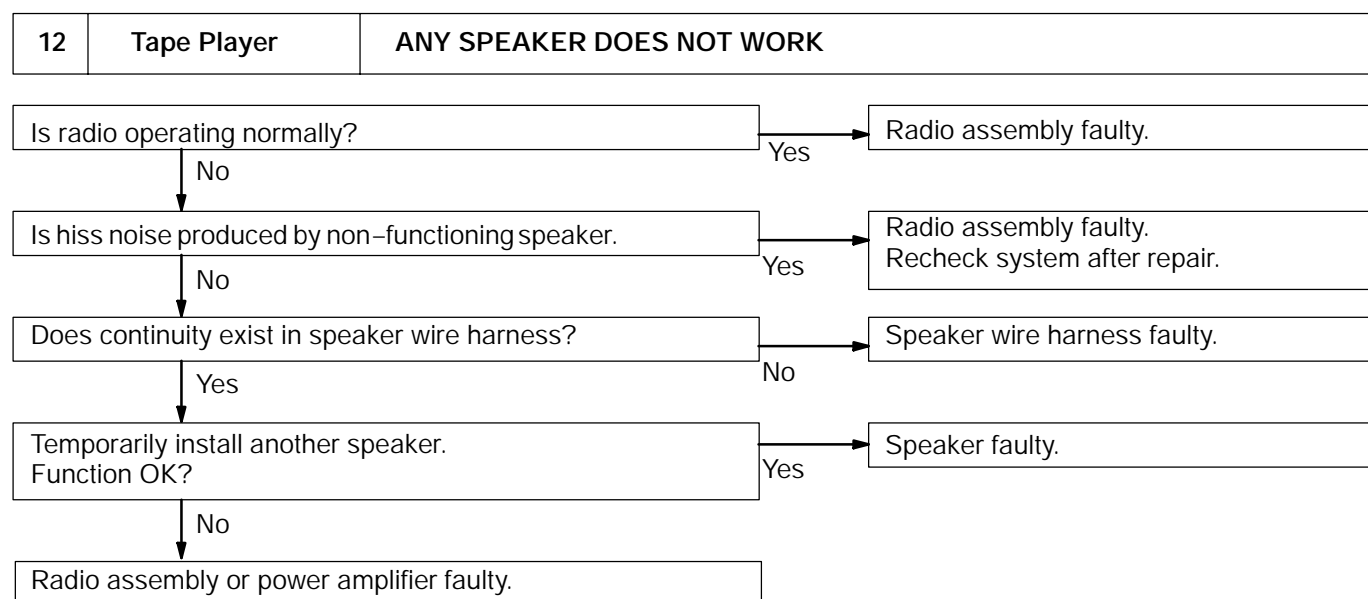 12 Tape Player ANY SPEAKER DOES NOT WORK
Is radio operating normally?
Yes
Radio assembly faulty.
No
Is hiss noise produced by non−functioning speaker.
Yes
Radio assembly faulty.
Recheck system after repair.
No
Does continuity exist in speaker wire harness?
No
Speaker wire harness faulty.
Yes
Temporarily install another speaker.
Function OK?
Yes
Speaker faulty.
No
Radio assembly or power amplifier faulty.